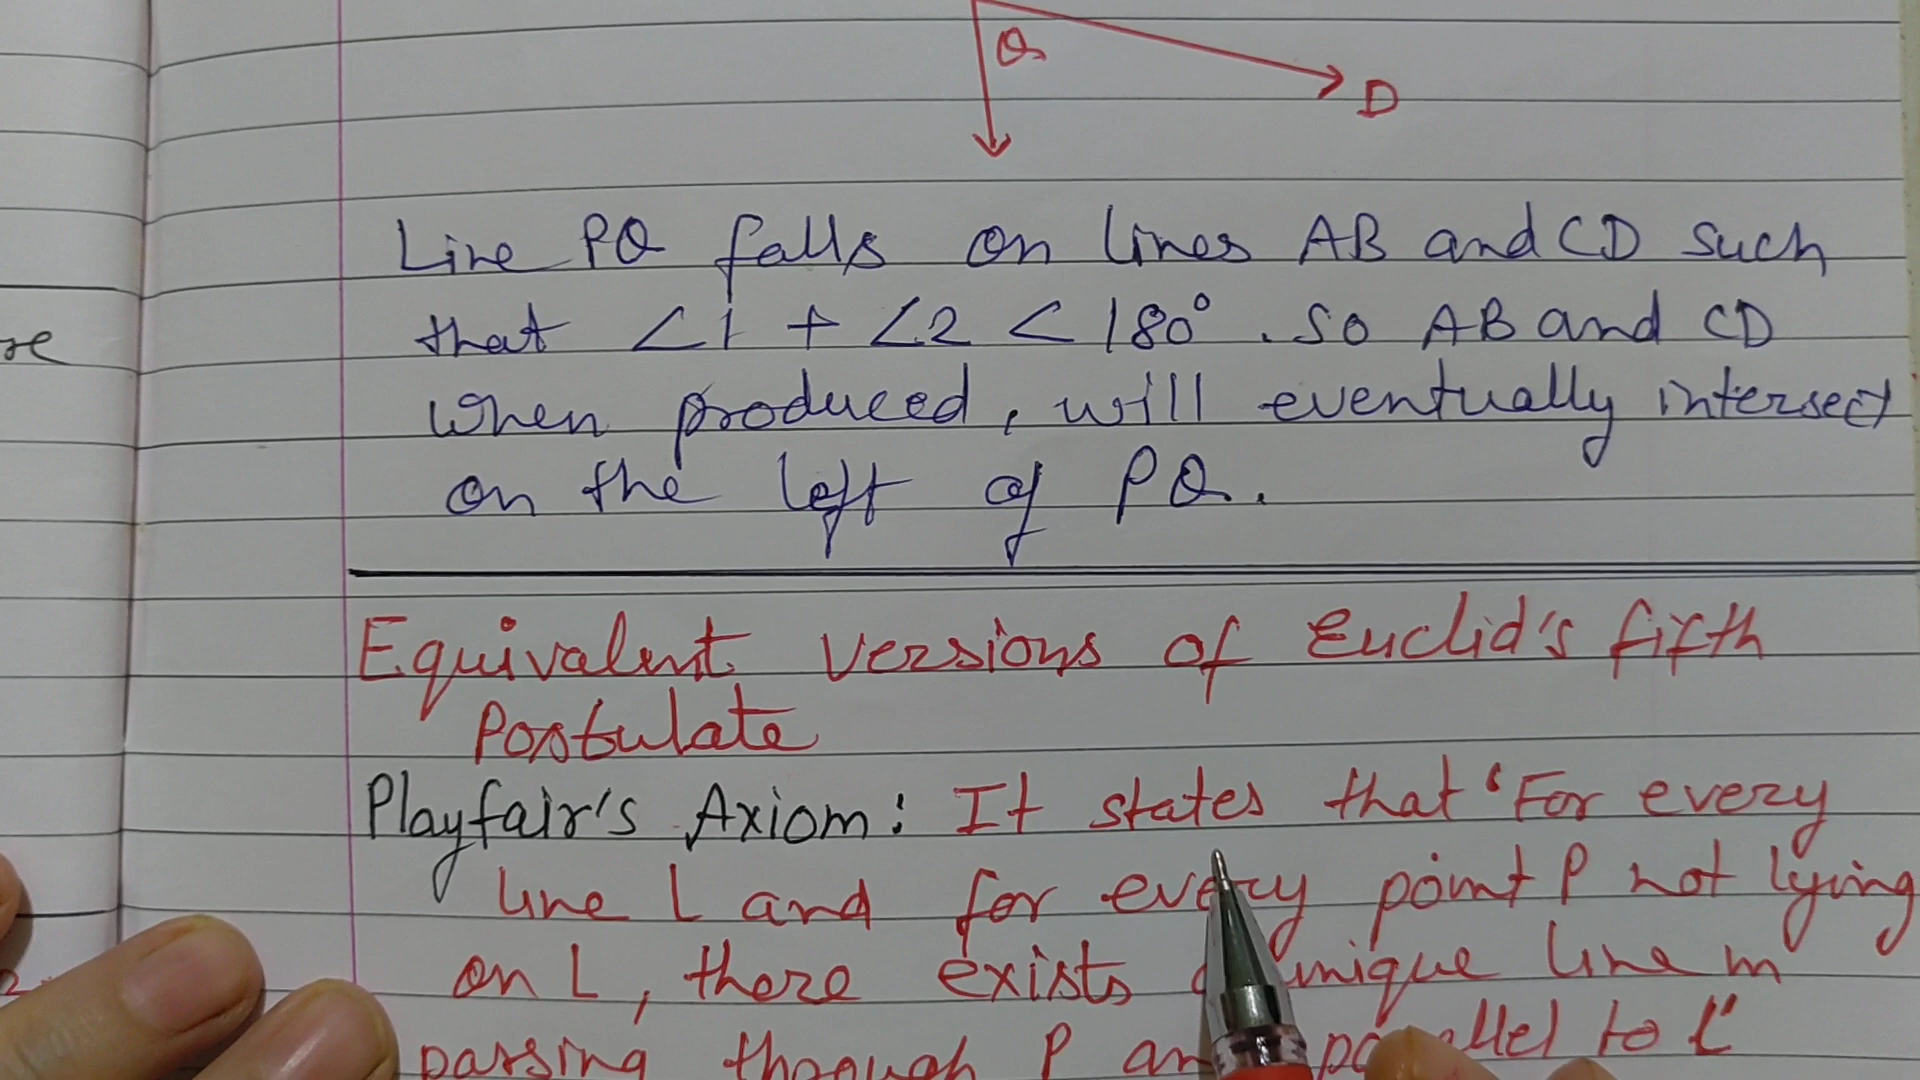 Q
D
Line PQ falls on lines AB and CD such
that ∠1 + ∠2 < 180°. So AB and CD
when produced, will eventually intersect
on the left of PQ.
re
Equivalent versions of Euclid's fifth
Postulate
Playfair's Axiom: It states that 'For every
line L and for every point P not lying
on L, there exists a unique line m
passing through P and parallel to L"
2